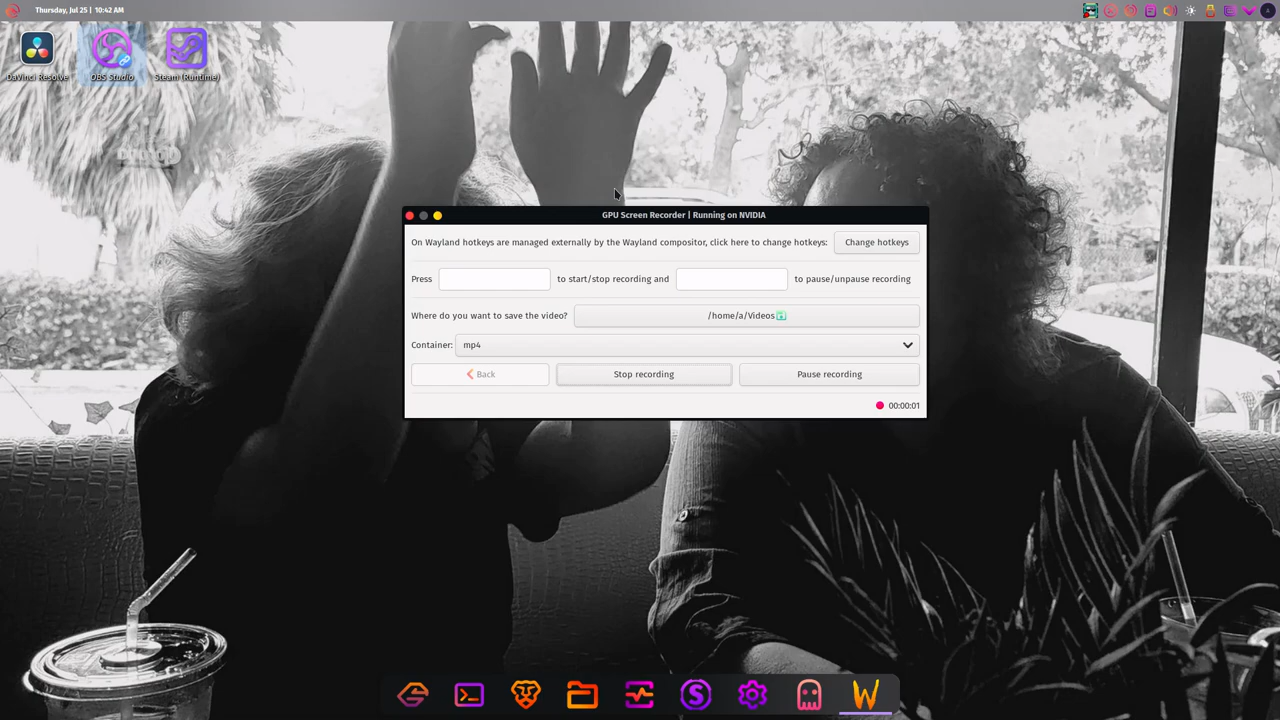 Thursday, Jul 25 | 10:42 AM
DaVinci Resolve
OBS Studio
Steam (Runtime)
GPU Screen Recorder | Running on NVIDIA
On Wayland hotkeys are managed externally by the Wayland compositor, click here to change hotkeys:
Change hotkeys
Press
to start/stop recording and
to pause/unpause recording
Where do you want to save the video?
/home/a/Videos
Container:
mp4
Back
Stop recording
Pause recording
00:00:01